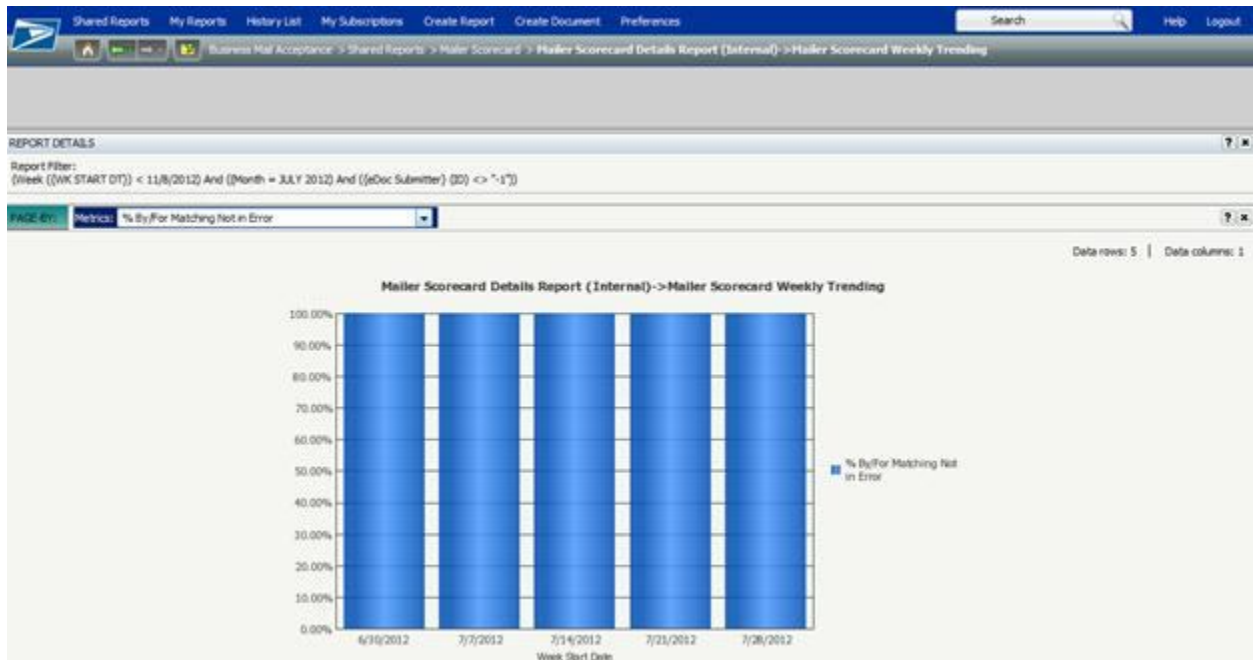 Shared Reports My Reports History List My Subscriptions Create Report Create Document Preferences Search Help Logout
Business Mail Acceptance > Shared Reports > Mailer Scorecard > Mailer Scorecard Details Report (Internal)->Mailer Scorecard Weekly Trending
REPORT DETAILS
Report Filter:
(Week ({WK START DT}) < 11/8/2012) And ((Month = JULY 2012) And ({eDoc Submitter} (ID) <> "-1"))
PAGE-BY: Metrics: % By/For Matching Not in Error
Data rows: 5 | Data columns: 1
Mailer Scorecard Details Report (Internal)->Mailer Scorecard Weekly Trending
100.00%
90.00%
80.00%
70.00%
60.00%
50.00%
40.00%
30.00%
20.00%
10.00%
0.00%
6/30/2012 7/7/2012 7/14/2012 7/21/2012 7/28/2012
Week Start Date
% By/For Matching Not
in Error